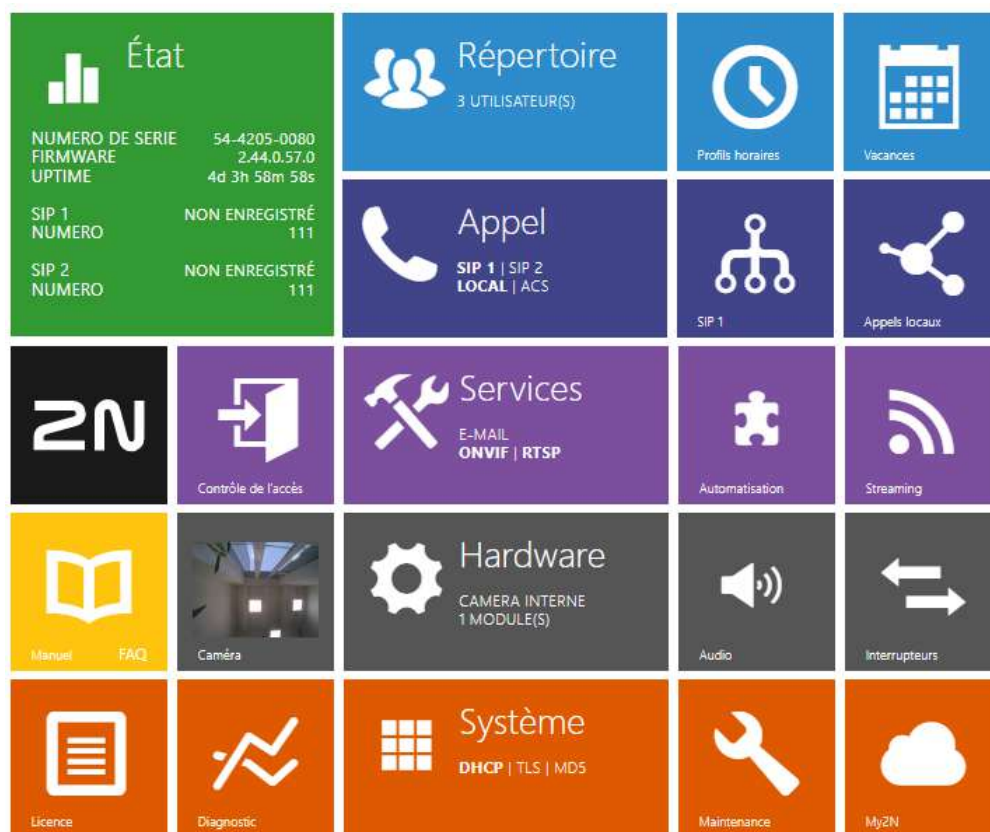 État
NUMERO DE SERIE 54-4205-0080
FIRMWARE 2.44.0.57.0
UPTIME 4d 3h 58m 58s
SIP 1 NON ENREGISTRÉ
NUMERO 111
SIP 2 NON ENREGISTRÉ
NUMERO 111
Répertoire
3 UTILISATEUR(S)
Profils horaires
Vacances
Appel
SIP 1 | SIP 2
LOCAL | ACS
SIP 1
Appels locaux
2N
Contrôle de l'accès
Services
E-MAIL
ONVIF | RTSP
Automatisation
Streaming
Manuel FAQ
Caméra
Hardware
CAMERA INTERNE
1 MODULE(S)
Audio
Interrupteurs
Licence
Diagnostic
Système
DHCP | TLS | MD5
Maintenance
My2N